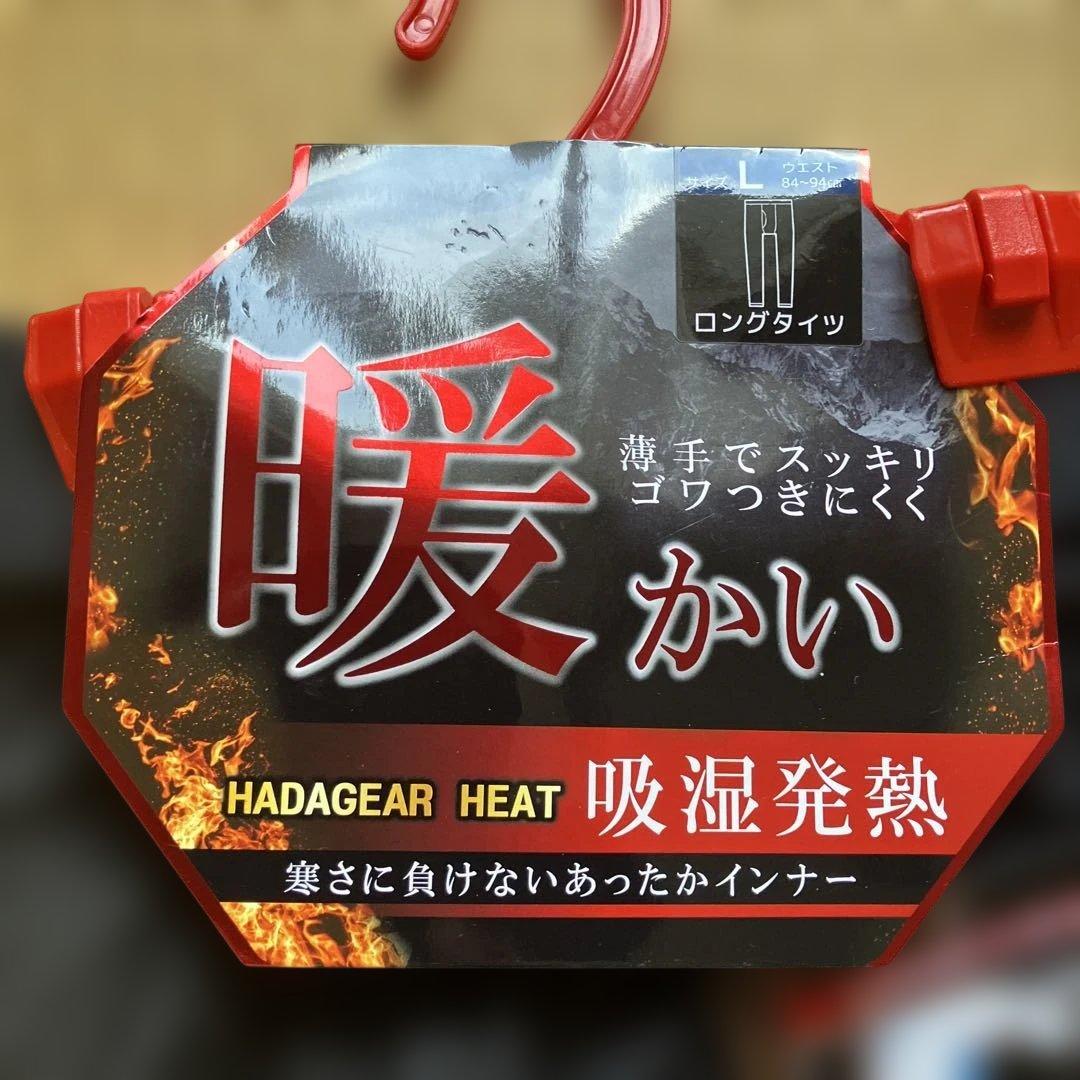 サイズ L ウエスト 84~94cm
ロングタイツ
薄手でスッキリ
ゴワつきにくく
暖かい
HADAGEAR HEAT 吸湿発熱
寒さに負けないあったかインナー